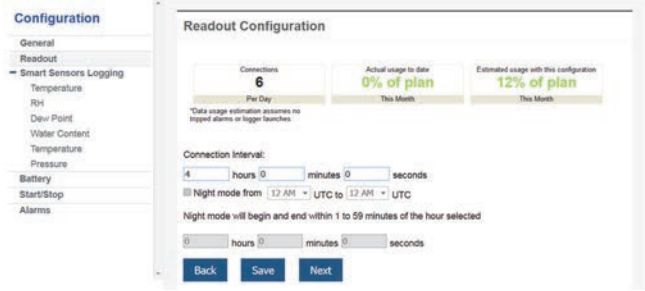 Configuration
General
Readout
Smart Sensors Logging
Temperature
RH
Dew Point
Water Content
Temperature
Pressure
Battery
Start/Stop
Alarms
Readout Configuration
Connections
6
Per Day
Actual usage to date
0% of plan
This Month
Estimated usage with this configuration
12% of plan
This Month
*Data usage estimation assumes no
tripped alarms or logger launches
Connection Interval:
4 hours 0 minutes 0 seconds
Night mode from 12 AM UTC to 12 AM UTC
Night mode will begin and end within 1 to 59 minutes of the hour selected
0 hours 0 minutes 0 seconds
Back Save Next